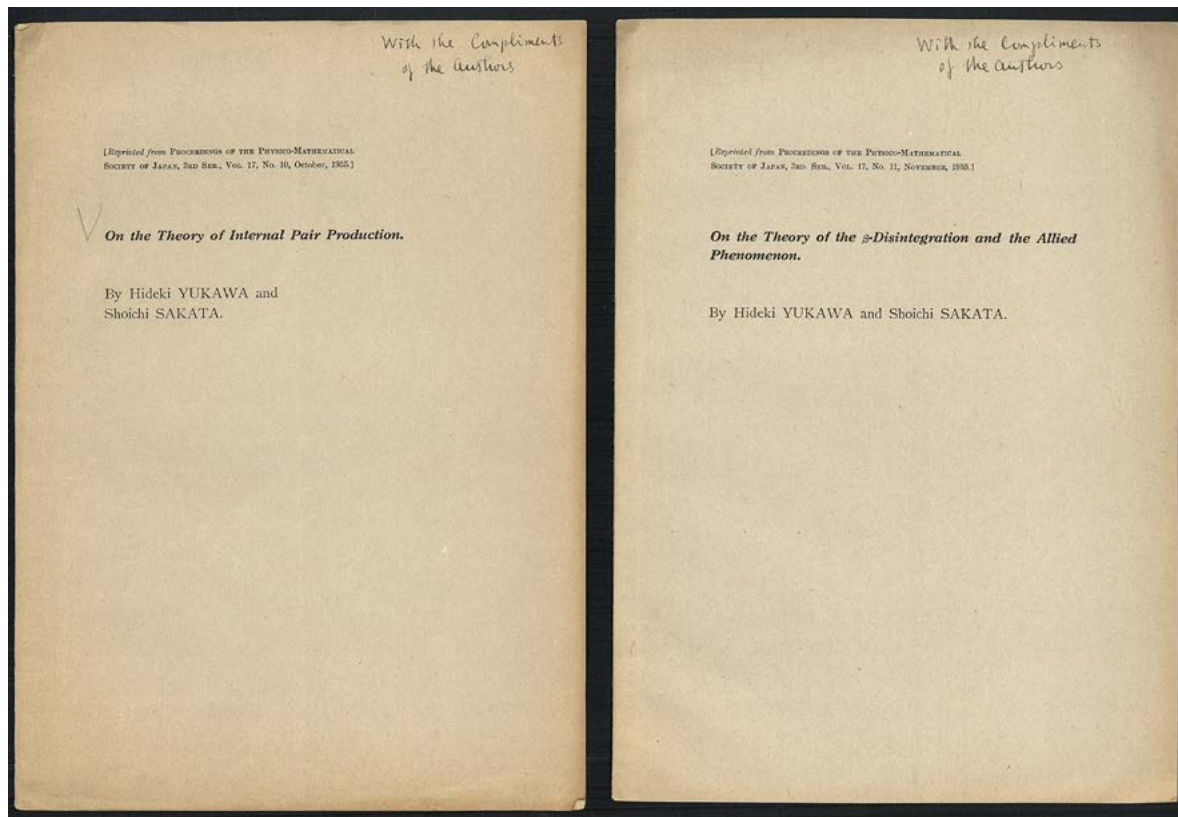 With the Compliments
of the Authors
[Reprinted from PROCEEDINGS OF THE PHYSICO-MATHEMATICAL
SOCIETY OF JAPAN, 3RD SER., VOL. 17, No. 10, October, 1935.]
On the Theory of Internal Pair Production.
By Hideki YUKAWA and
Shoichi SAKATA.
With the Compliments
of the Authors
[Reprinted from PROCEEDINGS OF THE PHYSICO-MATHEMATICAL
SOCIETY OF JAPAN, 3RD. SER., VOL. 17, No. 11, NOVEMBER, 1935.]
On the Theory of the β-Disintegration and the Allied
Phenomenon.
By Hideki YUKAWA and Shoichi SAKATA.